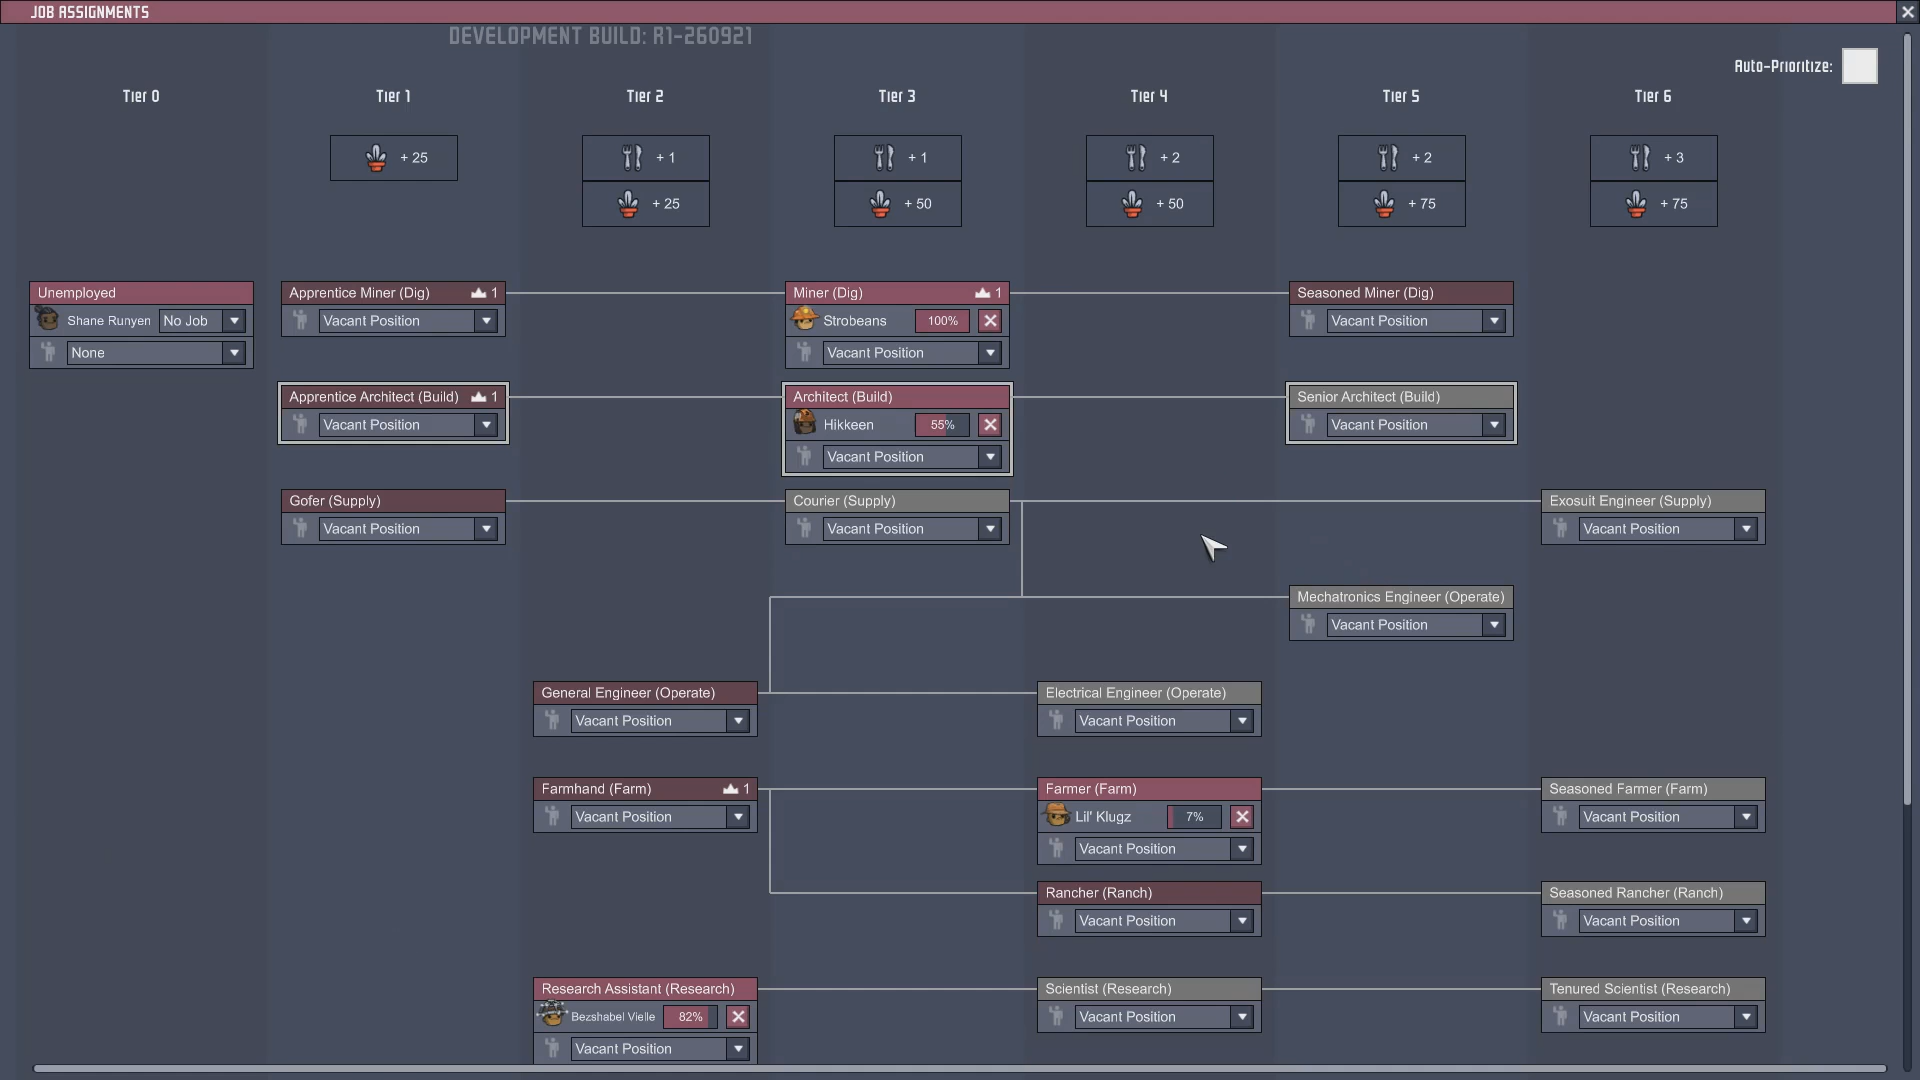 JOB ASSIGNMENTS
DEVELOPMENT BUILD: R1-260921
Auto-Prioritize:
Tier 0 Tier 1 Tier 2 Tier 3 Tier 4 Tier 5 Tier 6
+ 25 + 1 + 1 + 2 + 2 + 3
+ 25 + 50 + 50 + 75 + 75
Unemployed Apprentice Miner (Dig) 1 Miner (Dig) 1 Seasoned Miner (Dig)
Shane Runyen No Job Vacant Position Strobeans 100% Vacant Position
None Vacant Position
Apprentice Architect (Build) 1 Architect (Build) Senior Architect (Build)
Vacant Position Hikkeen 55% Vacant Position
Vacant Position
Gofer (Supply) Courier (Supply) Exosuit Engineer (Supply)
Vacant Position Vacant Position Vacant Position
Mechatronics Engineer (Operate)
Vacant Position
General Engineer (Operate) Electrical Engineer (Operate)
Vacant Position Vacant Position
Farmhand (Farm) 1 Farmer (Farm) Seasoned Farmer (Farm)
Vacant Position Lil' Klugz 7% Vacant Position
Vacant Position
Rancher (Ranch) Seasoned Rancher (Ranch)
Vacant Position Vacant Position
Research Assistant (Research) Scientist (Research) Tenured Scientist (Research)
Bezshabel Vielle 82% Vacant Position Vacant Position
Vacant Position